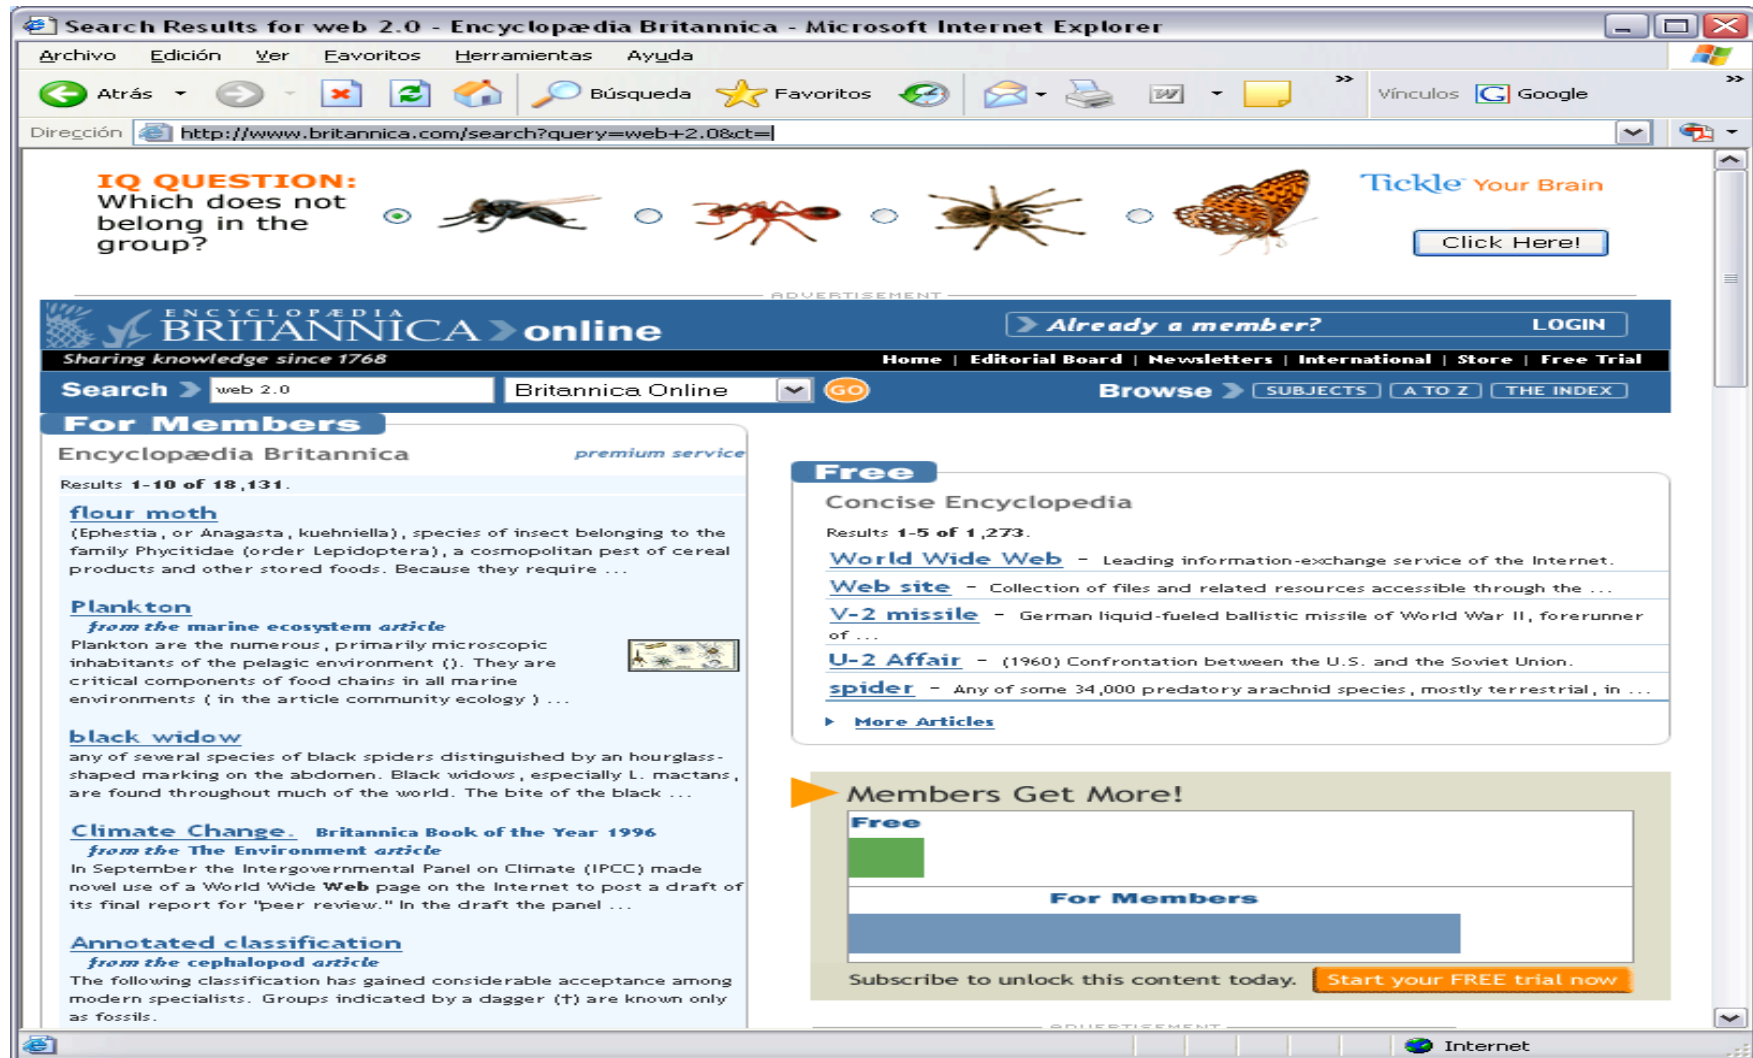 Search Results for web 2.0 - Encyclopædia Britannica - Microsoft Internet Explorer
Archivo Edición Ver Favoritos Herramientas Ayuda
Atrás Búsqueda Favoritos » Vínculos Google »
Dirección http://www.britannica.com/search?query=web+2.0&ct=
IQ QUESTION:
Which does not
belong in the
group?
Tickle Your Brain
Click Here!
ADVERTISEMENT
ENCYCLOPÆDIA
BRITANNICA online
Already a member? LOGIN
Sharing knowledge since 1768
Home | Editorial Board | Newsletters | International | Store | Free Trial
Search web 2.0 Britannica Online GO
Browse SUBJECTS A TO Z THE INDEX
For Members
Encyclopædia Britannica premium service
Results 1-10 of 18,131.
flour moth
(Ephestia, or Anagasta, kuehniella), species of insect belonging to the
family Phycitidae (order Lepidoptera), a cosmopolitan pest of cereal
products and other stored foods. Because they require ...
Plankton
from the marine ecosystem article
Plankton are the numerous, primarily microscopic
inhabitants of the pelagic environment (). They are
critical components of food chains in all marine
environments ( in the article community ecology ) ...
black widow
any of several species of black spiders distinguished by an hourglass-
shaped marking on the abdomen. Black widows, especially L. mactans,
are found throughout much of the world. The bite of the black ...
Climate Change. Britannica Book of the Year 1996
from the The Environment article
In September the Intergovernmental Panel on Climate (IPCC) made
novel use of a World Wide Web page on the Internet to post a draft of
its final report for "peer review." In the draft the panel ...
Annotated classification
from the cephalopod article
The following classification has gained considerable acceptance among
modern specialists. Groups indicated by a dagger (†) are known only
as fossils.
Free
Concise Encyclopedia
Results 1-5 of 1,273.
World Wide Web - Leading information-exchange service of the Internet.
Web site - Collection of files and related resources accessible through the ...
V-2 missile - German liquid-fueled ballistic missile of World War II, forerunner
of ...
U-2 Affair - (1960) Confrontation between the U.S. and the Soviet Union.
spider - Any of some 34,000 predatory arachnid species, mostly terrestrial, in ...
More Articles
Members Get More!
Free
For Members
Subscribe to unlock this content today. Start your FREE trial now
ADVERTISEMENT
Internet